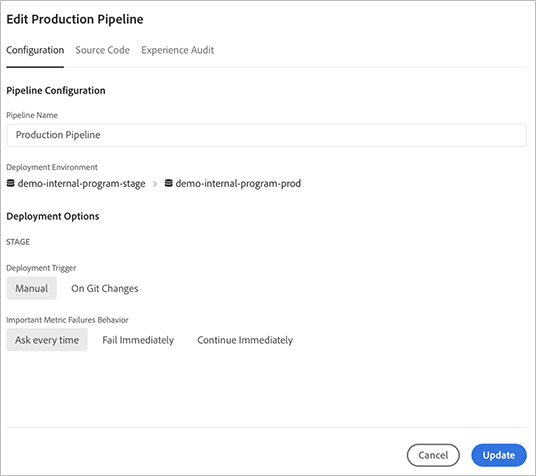 Edit Production Pipeline
Configuration Source Code Experience Audit
Pipeline Configuration
Pipeline Name
Production Pipeline
Deployment Environment
demo-internal-program-stage > demo-internal-program-prod
Deployment Options
STAGE
Deployment Trigger
Manual On Git Changes
Important Metric Failures Behavior
Ask every time Fail Immediately Continue Immediately
Cancel Update